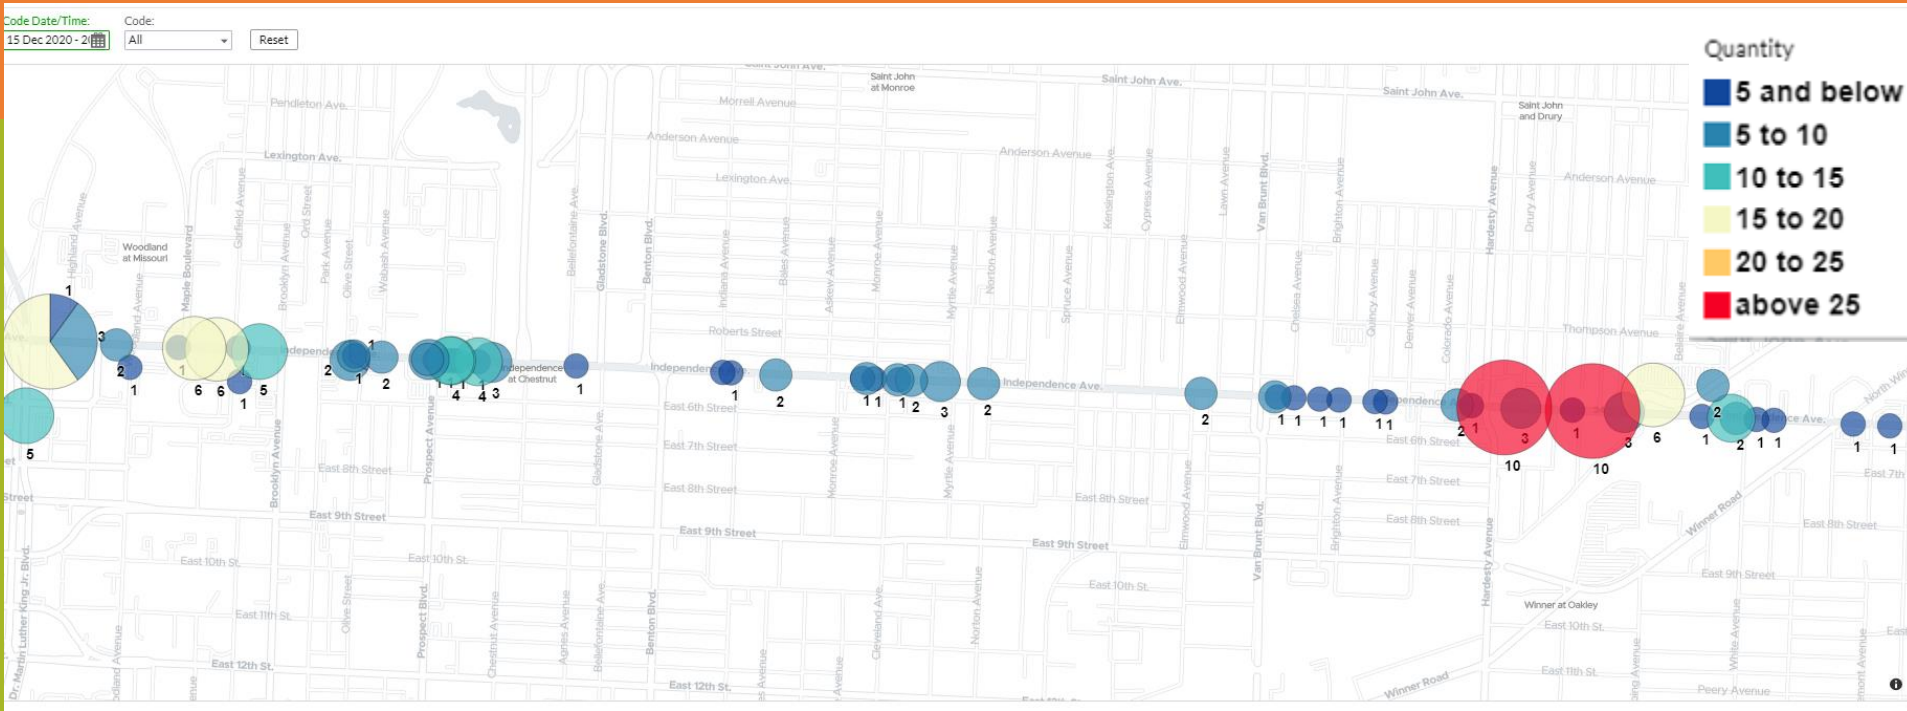 Code Date/Time:
Code:
15 Dec 2020 - 20
All
Reset
Quantity
5 and below
5 to 10
10 to 15
15 to 20
20 to 25
above 25
Saint John Ave.
Saint John
at Monroe
Saint John Ave.
Saint John Ave.
Saint John
and Drury
Pendleton Ave.
Morrell Avenue
Anderson Avenue
Anderson Avenue
Anderson Avenue
Lexington Ave.
Lexington Ave.
Highland Avenue
Woodland
at Missouri
Maple Boulevard
Garfield Avenue
Brooklyn Avenue
Ord Street
Park Avenue
Olive Street
Wabash Avenue
Bellefontaine Ave.
Gladstone Blvd.
Benton Blvd.
Indiana Avenue
Bales Avenue
Askew Avenue
Monroe Avenue
Myrtle Avenue
Norton Avenue
Spruce Avenue
Kensington Ave.
Cypress Avenue
Elmwood Avenue
Lawn Avenue
Van Brunt Blvd.
Chelsea Avenue
Brighton Avenue
Quincy Avenue
Denver Avenue
Colorado Avenue
Hardesty Avenue
Drury Avenue
Bellaire Avenue
Roberts Street
Thompson Avenue
North Win
1
3
2
1
1
6
6
1
5
5
2
1
1
2
1
1
4
1
4
1
3
Independence
at Chestnut
1
Independence Ave.
1
2
1
1
1
2
3
2
Independence Ave.
2
1
1
1
1
1
1
2
1
3
10
1
10
3
6
1
2
2
1
1
1
1
East 6th Street
East 6th Street
East 7th Street
East 7th Street
East 7th
East 8th Street
East 8th Street
East 8th Street
East 8th Street
East 8th Street
Street
East 9th Street
East 9th Street
East 9th Street
East 9th Street
Brooklyn Avenue
Prospect Avenue
Gladstone Ave.
Monroe Avenue
Myrtle Avenue
Elmwood Avenue
Van Brunt Blvd.
Brighton Avenue
Hardesty Avenue
Winner Road
East 10th St.
East 10th St.
East 10th St.
East 10th St.
East 11th St.
East 11th St.
East 12th St.
East 12th St.
Dr. Martin Luther King Jr. Blvd.
Olive Street
Prospect Blvd.
Chestnut Avenue
Agnes Avenue
Bellefontaine Ave.
Benton Blvd.
Cleveland Ave.
Norton Avenue
Winner at Oakley
Winner Road
White Avenue
Peery Avenue